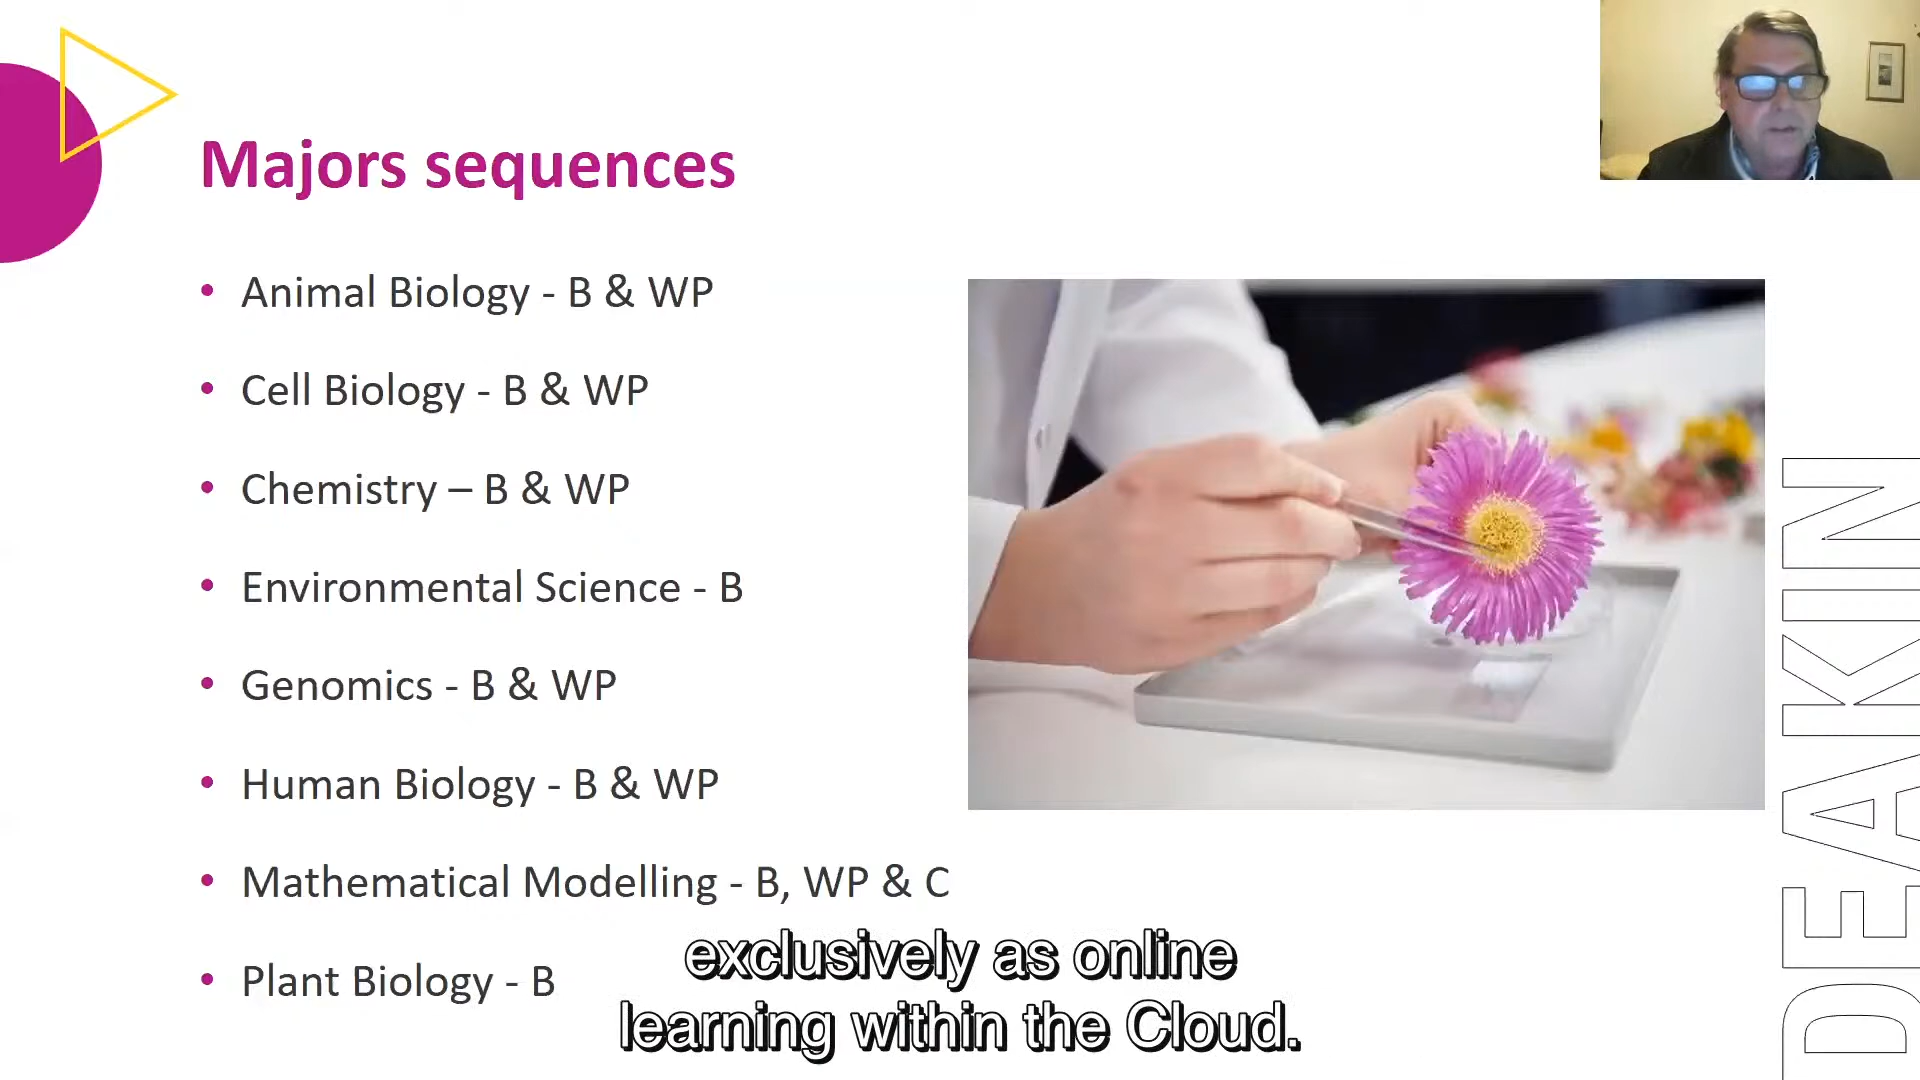 Majors sequences
• Animal Biology - B & WP
• Cell Biology - B & WP
• Chemistry – B & WP
• Environmental Science - B
• Genomics - B & WP
• Human Biology - B & WP
• Mathematical Modelling - B, WP & C
• Plant Biology - B
exclusively as online
learning within the Cloud.
DEAKIN